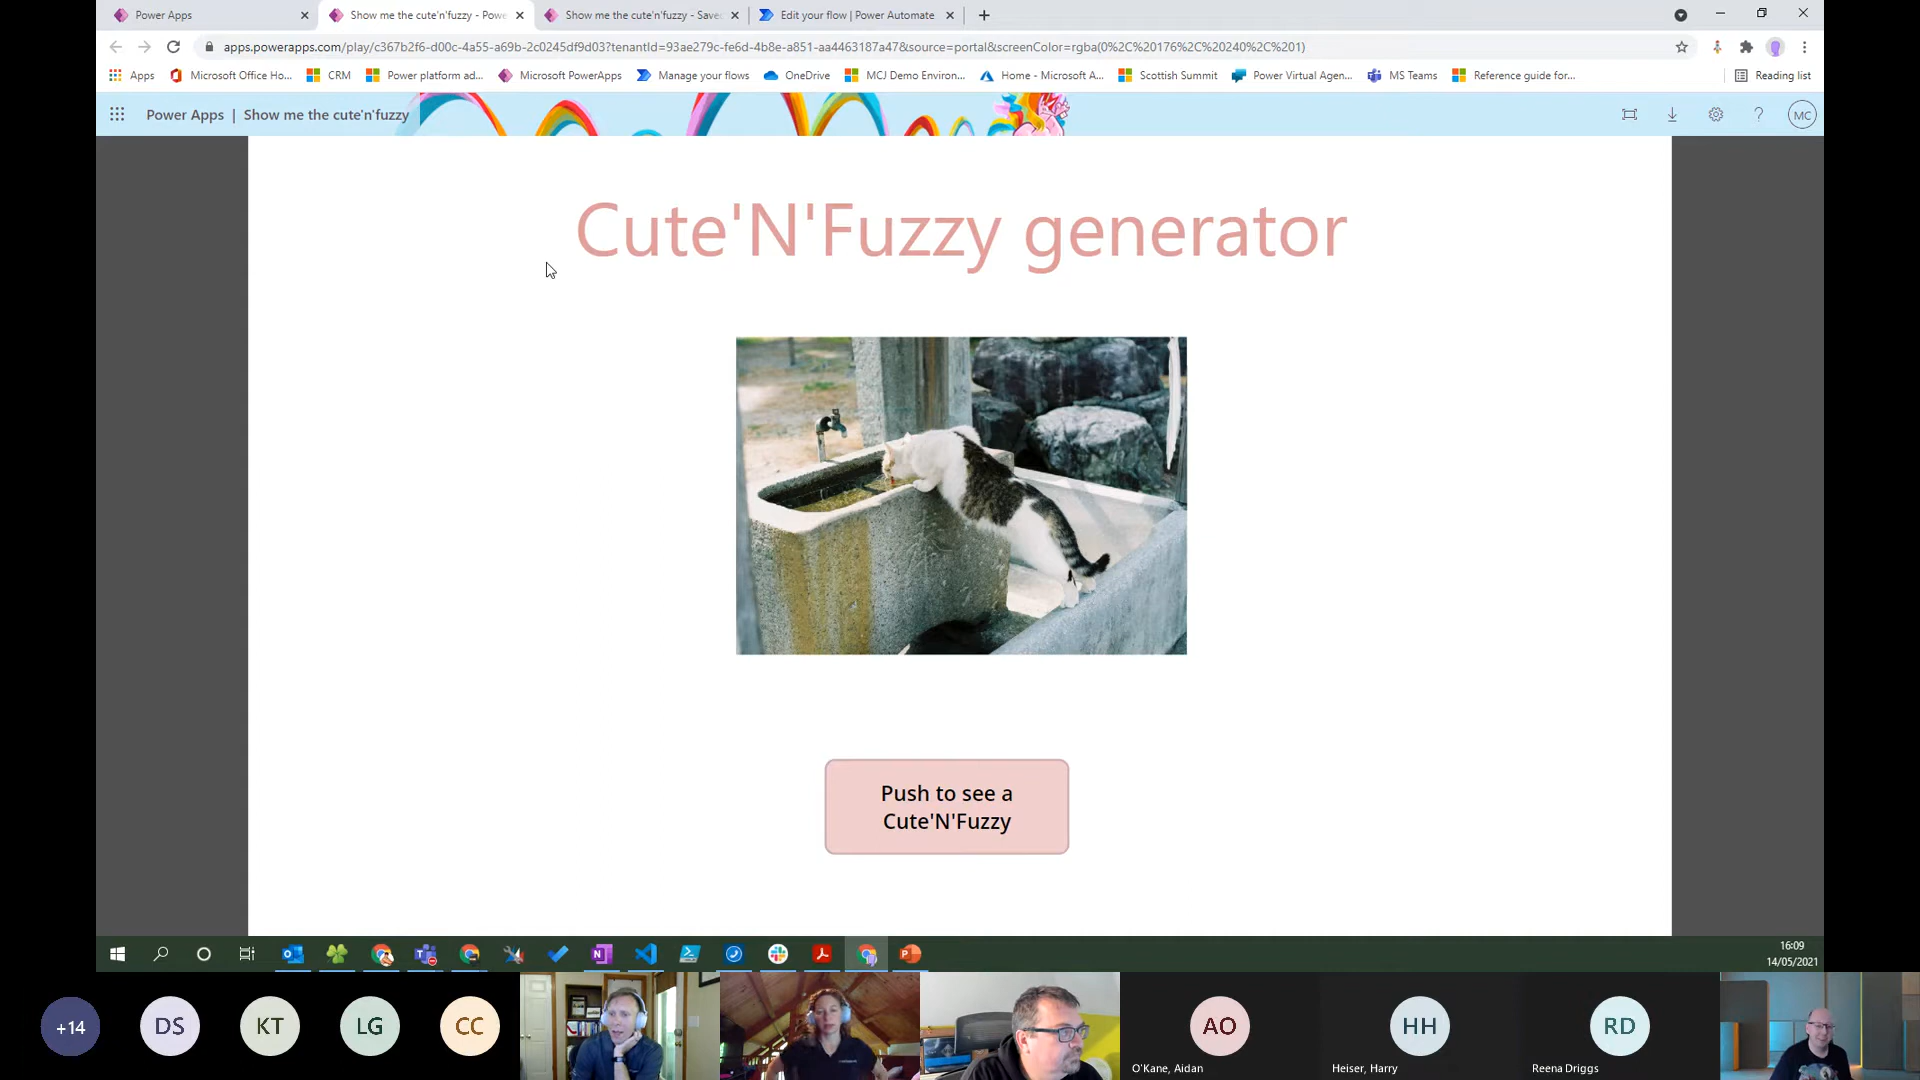 Power Apps
Show me the cute'n'fuzzy - Powe
Show me the cute'n'fuzzy - Saved
Edit your flow | Power Automate
apps.powerapps.com/play/c367b2f6-d00c-4a55-a69b-2c0245df9d03?tenantId=93ae279c-fe6d-4b8e-a851-aa4463187a47&source=portal&screenColor=rgba(0%2C%20176%2C%20240%2C%201)
Apps
Microsoft Office Ho...
CRM
Power platform ad...
Microsoft PowerApps
Manage your flows
OneDrive
MCJ Demo Environ...
Home - Microsoft A...
Scottish Summit
Power Virtual Agen...
MS Teams
Reference guide for...
Reading list
Power Apps | Show me the cute'n'fuzzy
MC
Cute'N'Fuzzy generator
Push to see a
Cute'N'Fuzzy
16:09
14/05/2021
+14
DS
KT
LG
CC
AO
O'Kane, Aidan
HH
Heiser, Harry
RD
Reena Driggs